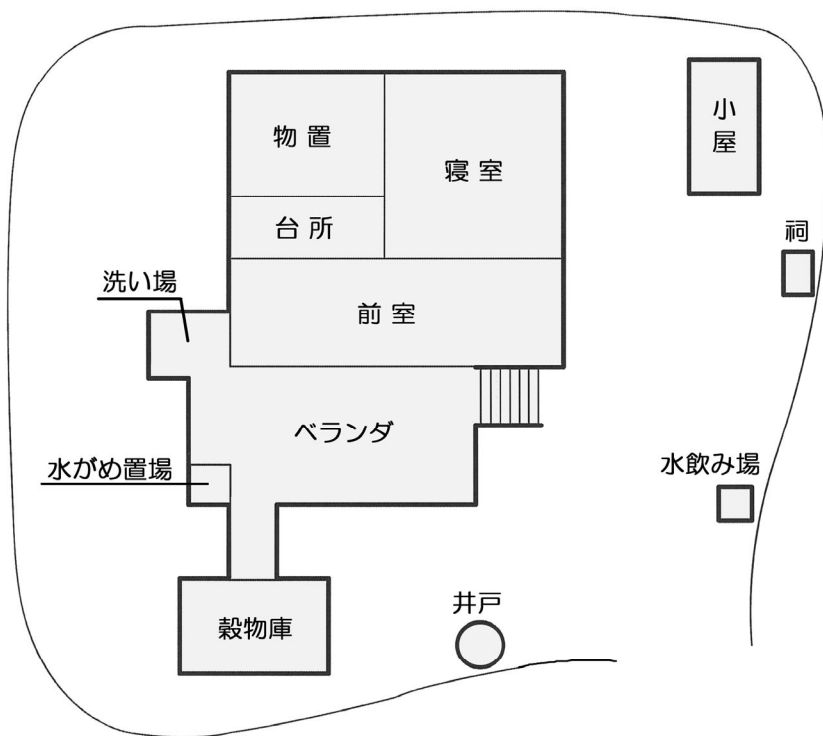 物置
寝室
小屋
台所
祠
洗い場
前室
ベランダ
水がめ置場
水飲み場
井戸
穀物庫